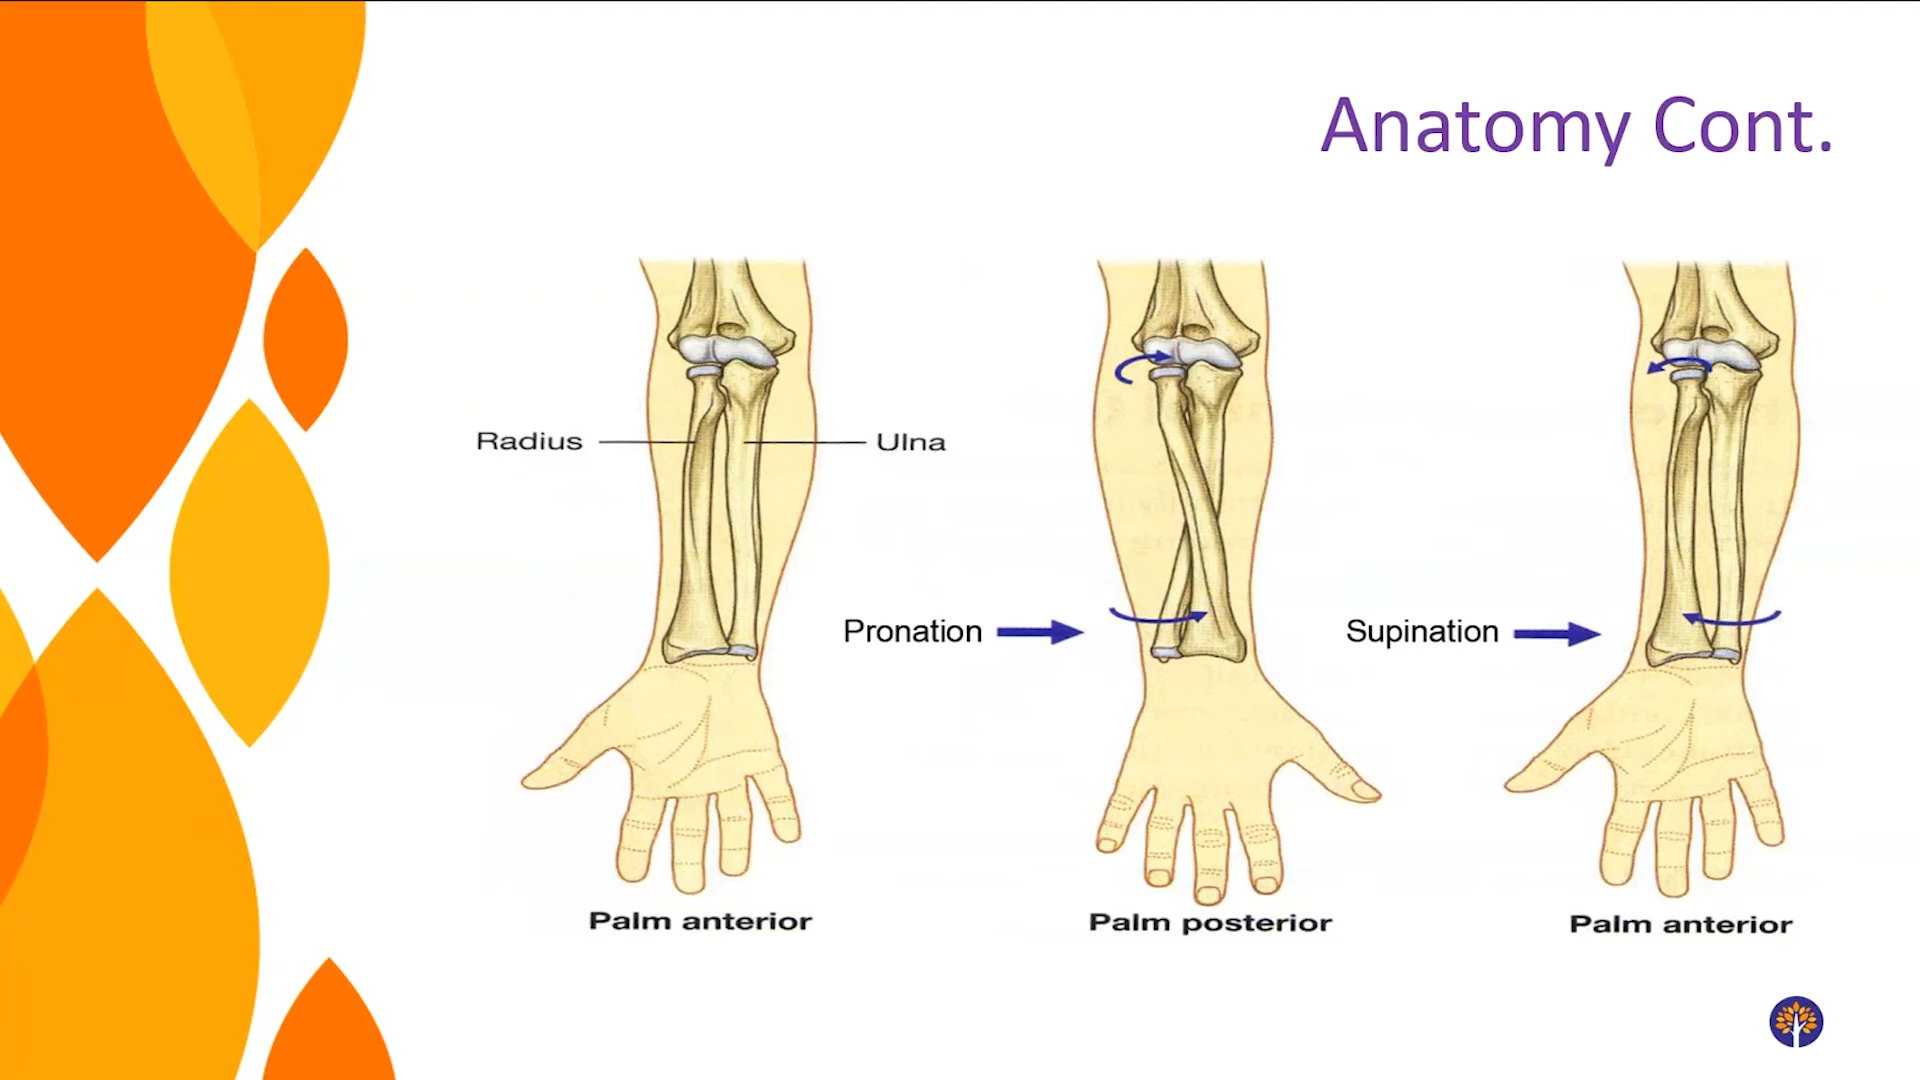 Anatomy Cont.
Radius
Ulna
Pronation
Supination
Palm anterior
Palm posterior
Palm anterior